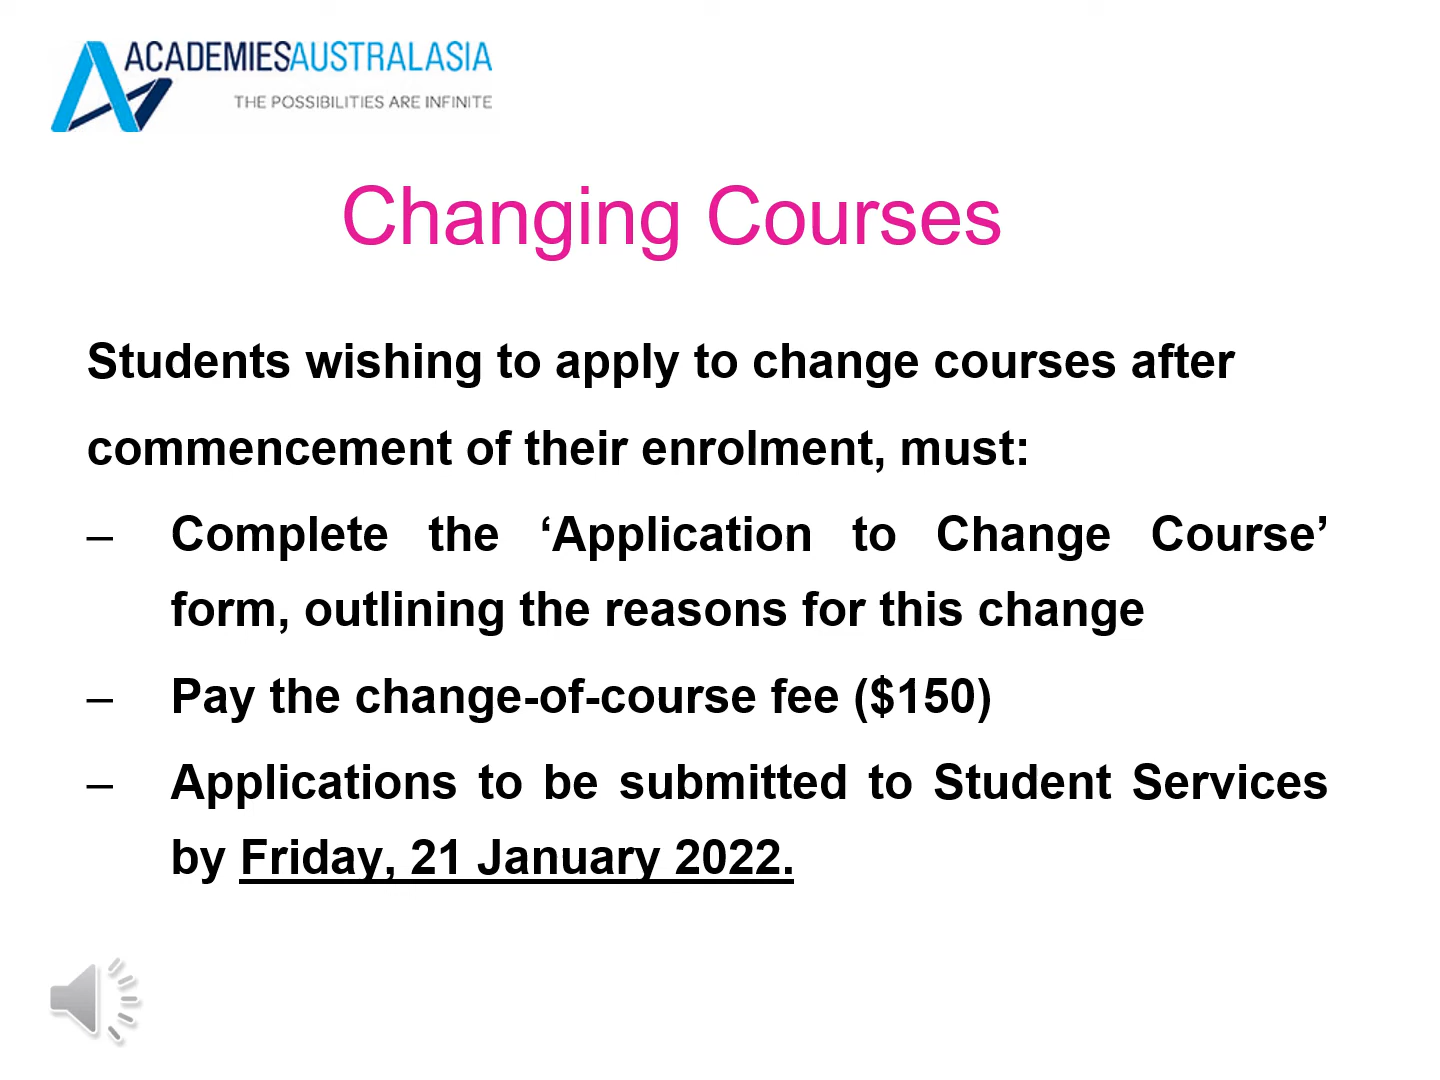 ACADEMIESAUSTRALASIA
THE POSSIBILITIES ARE INFINITE
Changing Courses
Students wishing to apply to change courses after
commencement of their enrolment, must:
– Complete the ‘Application to Change Course’
form, outlining the reasons for this change
– Pay the change-of-course fee ($150)
– Applications to be submitted to Student Services
by Friday, 21 January 2022.